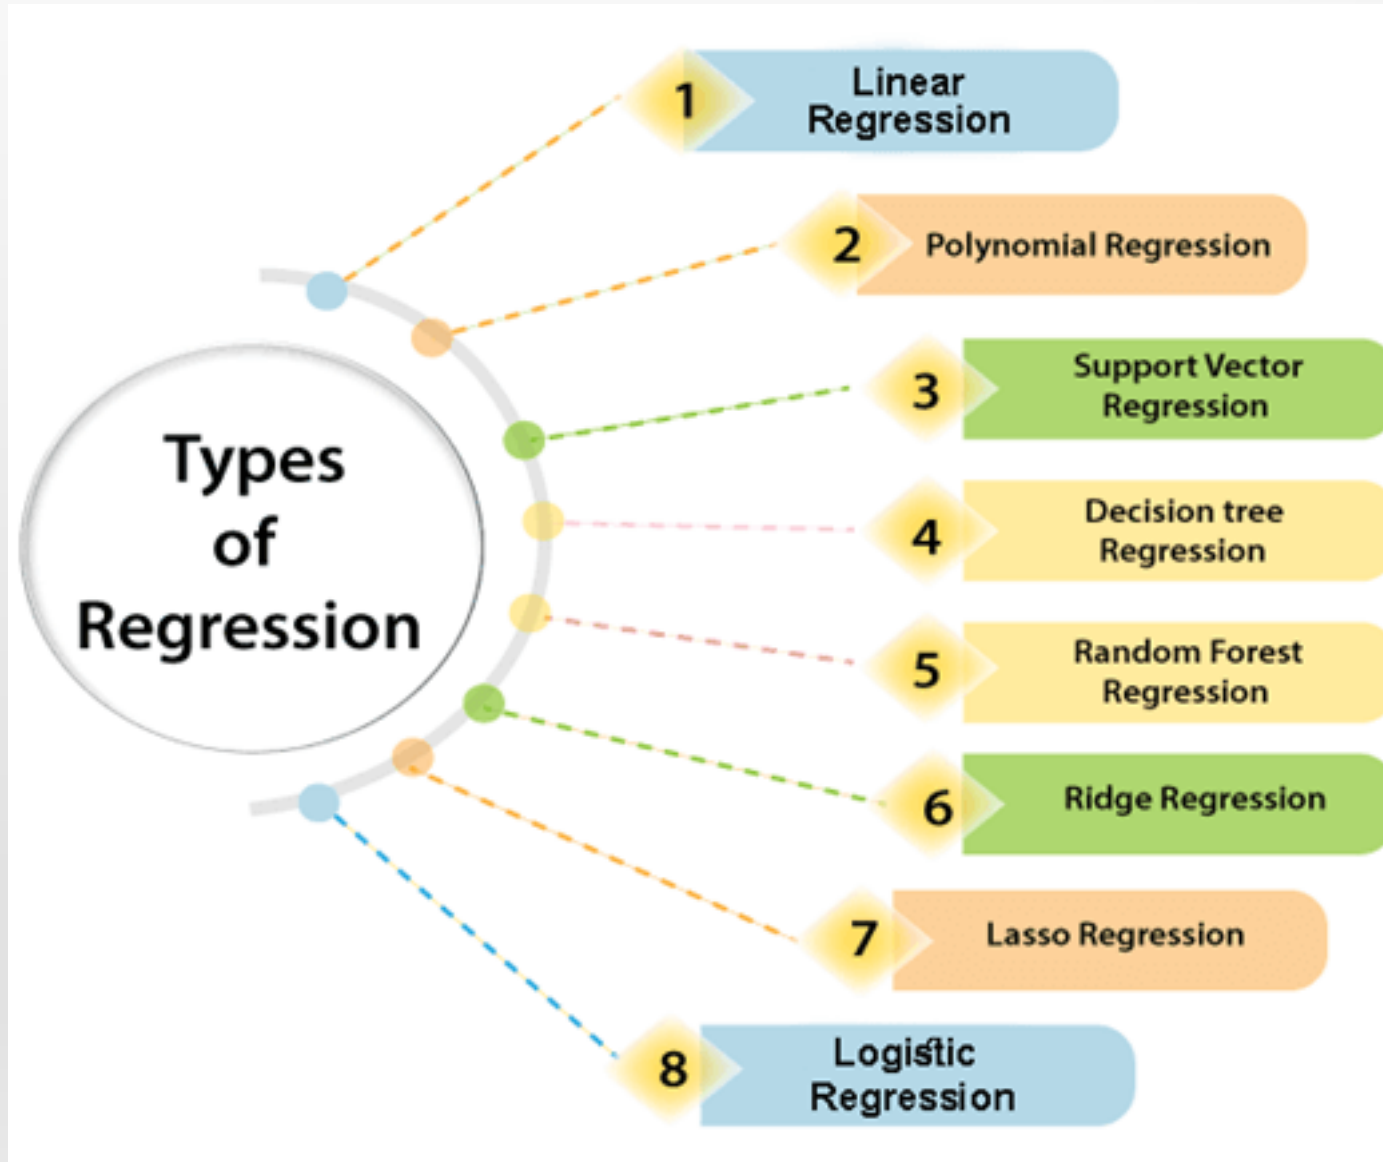 Types
of
Regression
1
Linear
Regression
2
Polynomial Regression
3
Support Vector
Regression
4
Decision tree
Regression
5
Random Forest
Regression
6
Ridge Regression
7
Lasso Regression
8
Logistic
Regression